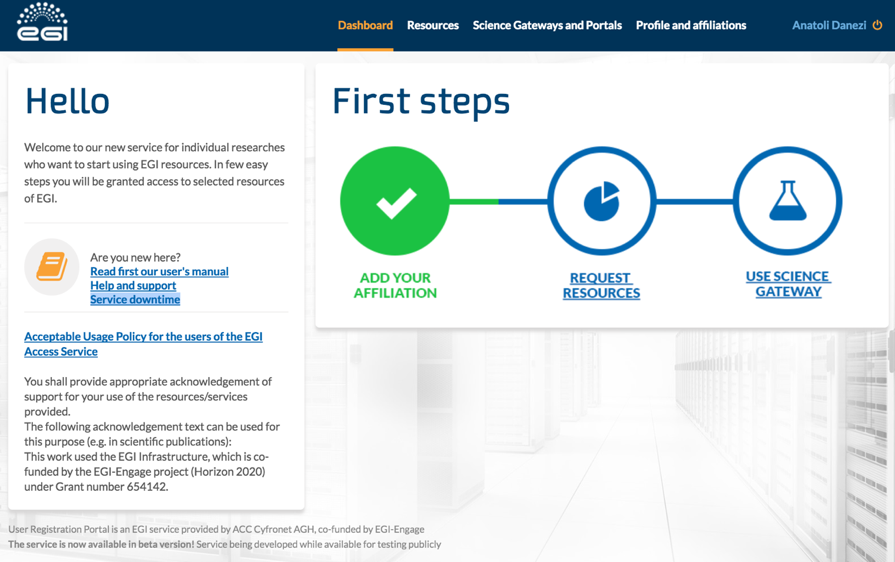 egi
Dashboard Resources Science Gateways and Portals Profile and affiliations Anatoli Danezi
Hello
Welcome to our new service for individual researches
who want to start using EGI resources. In few easy
steps you will be granted access to selected resources
of EGI.
Are you new here?
Read first our user's manual
Help and support
Service downtime
Acceptable Usage Policy for the users of the EGI
Access Service
You shall provide appropriate acknowledgement of
support for your use of the resources/services
provided.
The following acknowledgement text can be used for
this purpose (e.g. in scientific publications):
This work used the EGI Infrastructure, which is co-
funded by the EGI-Engage project (Horizon 2020)
under Grant number 654142.
First steps
ADD YOUR
AFFILIATION
REQUEST
RESOURCES
USE SCIENCE
GATEWAY
User Registration Portal is an EGI service provided by ACC Cyfronet AGH, co-funded by EGI-Engage
The service is now available in beta version! Service being developed while available for testing publicly